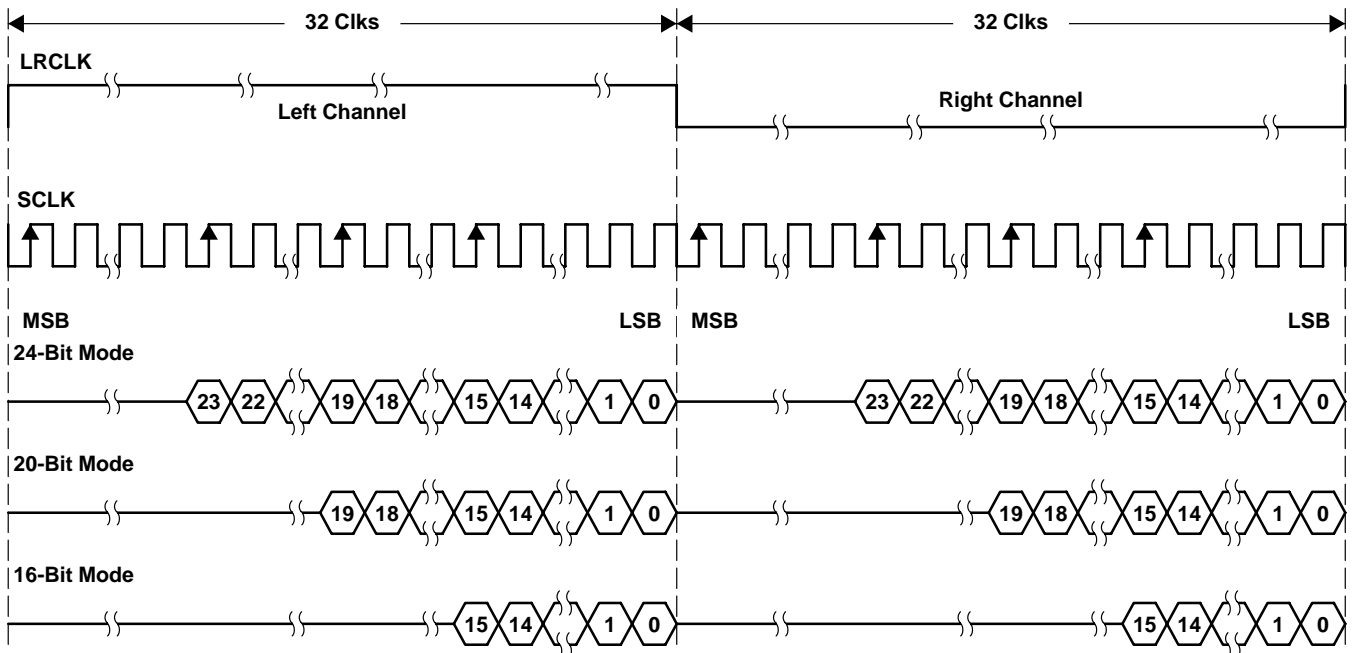 32 Clks 32 Clks
LRCLK
Left Channel Right Channel
SCLK
MSB LSB MSB LSB
24-Bit Mode
23 22 19 18 15 14 1 0 23 22 19 18 15 14 1 0
20-Bit Mode
19 18 15 14 1 0 19 18 15 14 1 0
16-Bit Mode
15 14 1 0 15 14 1 0